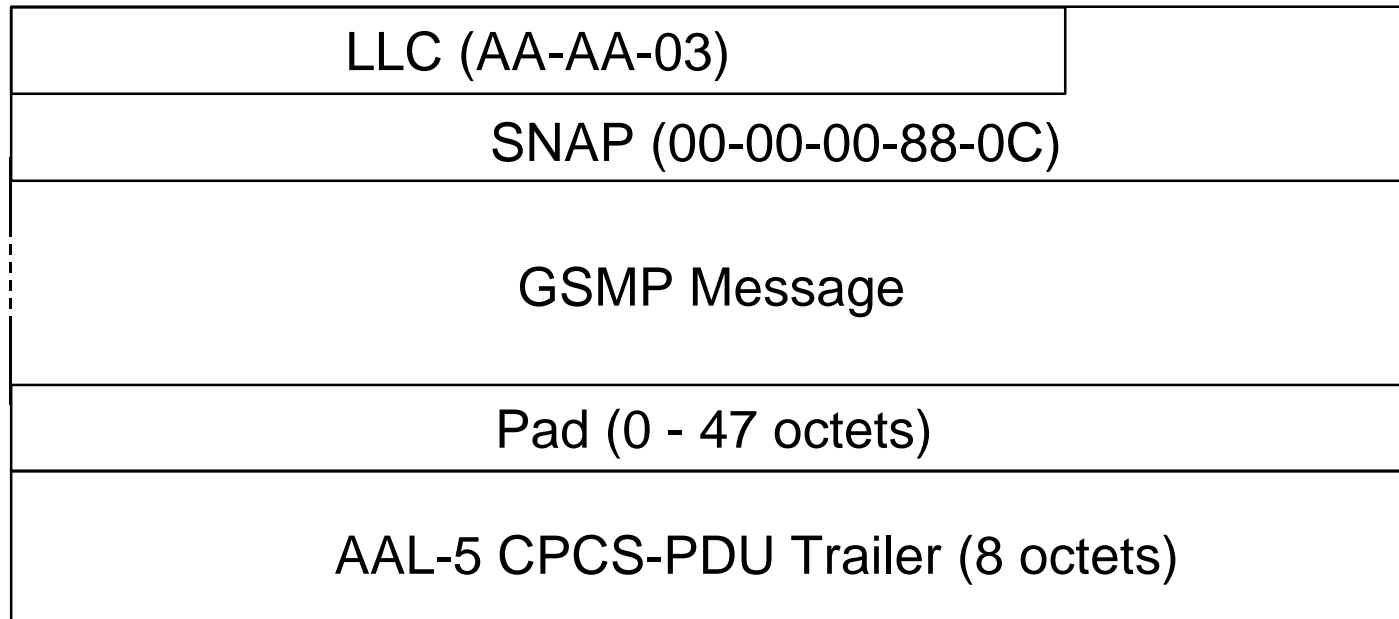 LLC (AA-AA-03)
SNAP (00-00-00-88-0C)
GSMP Message
Pad (0 - 47 octets)
AAL-5 CPCS-PDU Trailer (8 octets)